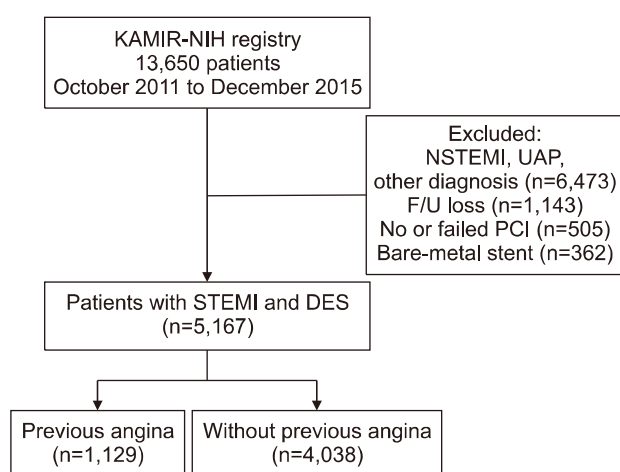 KAMIR-NIH registry
13,650 patients
October 2011 to December 2015
Excluded:
NSTEMI, UAP,
other diagnosis (n=6,473)
F/U loss (n=1,143)
No or failed PCI (n=505)
Bare-metal stent (n=362)
Patients with STEMI and DES
(n=5,167)
Previous angina
(n=1,129)
Without previous angina
(n=4,038)